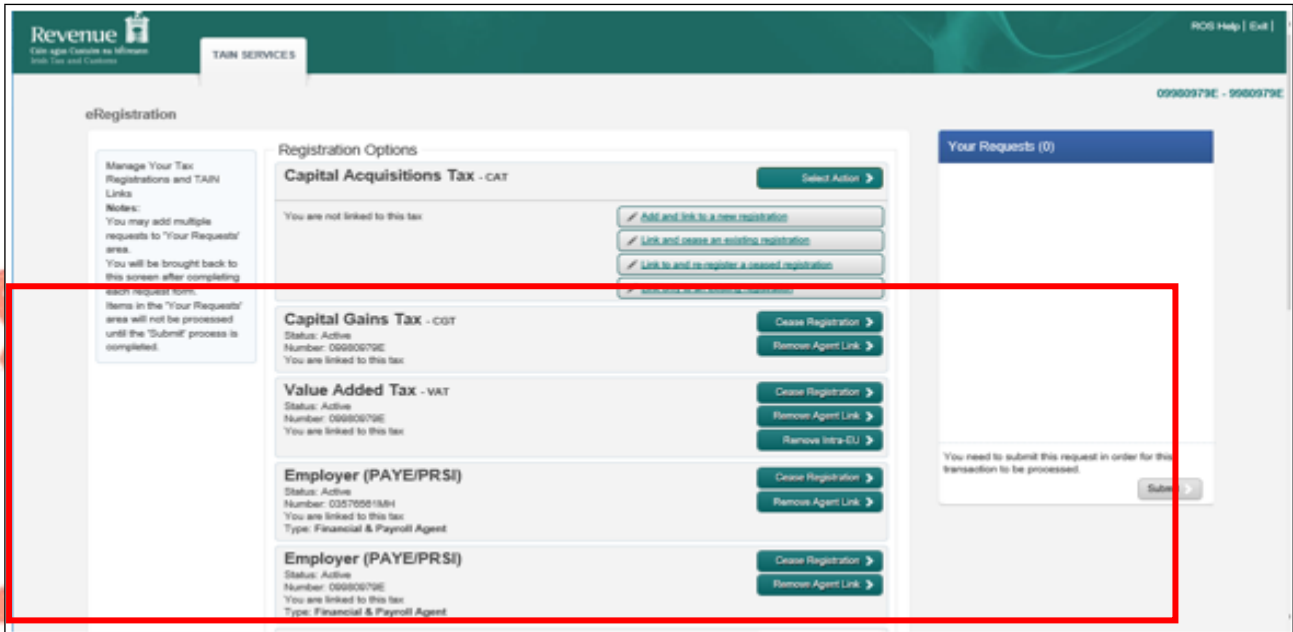 Revenue
Cáin agus Custaim na hÉireann
Irish Tax and Customs
TAIN SERVICES
ROS Help | Exit |
09980979E - 9980979E
eRegistration
Manage Your Tax
Registrations and TAIN
Links
Notes:
You may add multiple
requests to 'Your Requests'
area.
You will be brought back to
this screen after completing
each request form.
Items in the 'Your Requests'
area will not be processed
until the 'Submit' process is
completed.
Registration Options
Capital Acquisitions Tax - CAT
Select Action
You are not linked to this tax
Add and link to a new registration
Link and cease an existing registration
Link to and re-register a ceased registration
Capital Gains Tax - CGT
Status: Active
Number: 09980979E
You are linked to this tax
Cease Registration
Remove Agent Link
Value Added Tax - VAT
Status: Active
Number: 09980979E
You are linked to this tax
Cease Registration
Remove Agent Link
Remove Intra-EU
Employer (PAYE/PRSI)
Status: Active
Number:
You are linked to this tax
Type: Financial & Payroll Agent
Cease Registration
Remove Agent Link
Employer (PAYE/PRSI)
Status: Active
Number: 09980979E
You are linked to this tax
Type: Financial & Payroll Agent
Cease Registration
Remove Agent Link
Your Requests (0)
You need to submit this request in order for this
transaction to be processed.
Submit